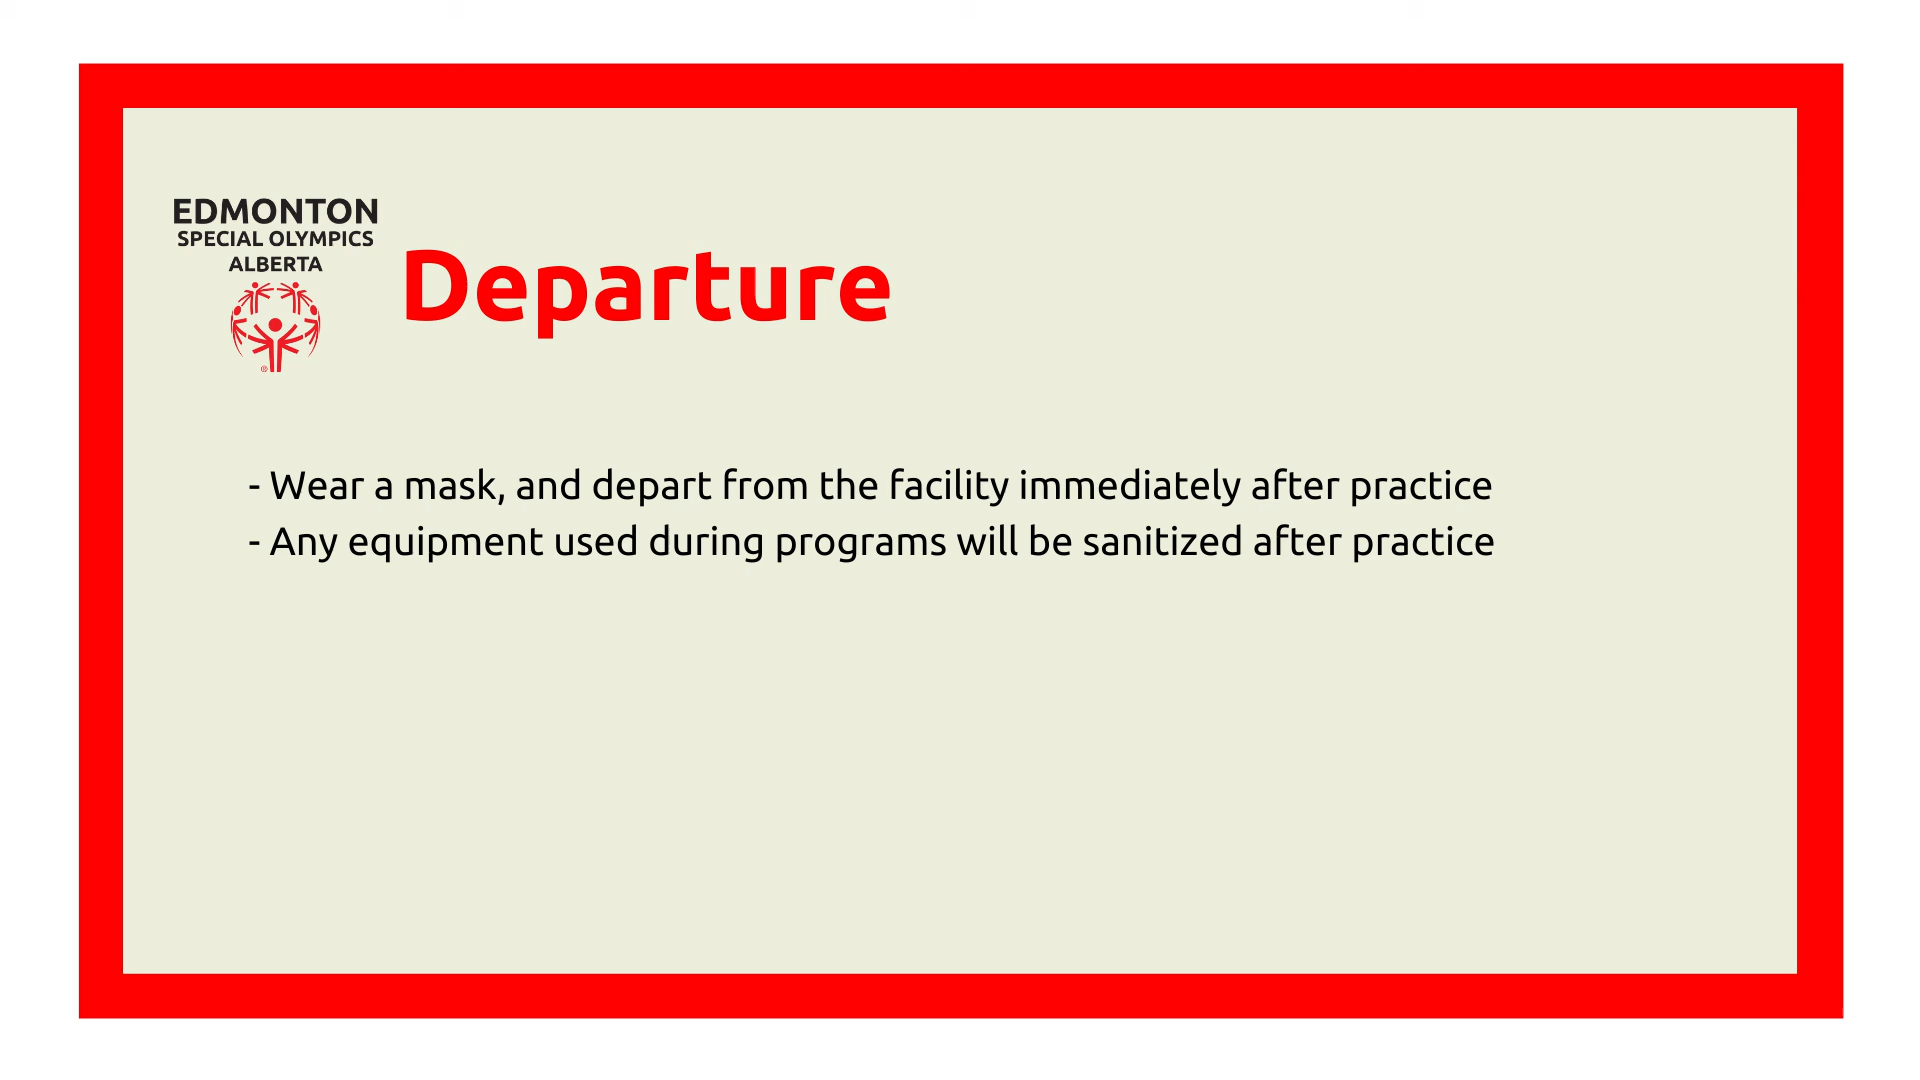 EDMONTON
SPECIAL OLYMPICS
ALBERTA
Departure
- Wear a mask, and depart from the facility immediately after practice
- Any equipment used during programs will be sanitized after practice